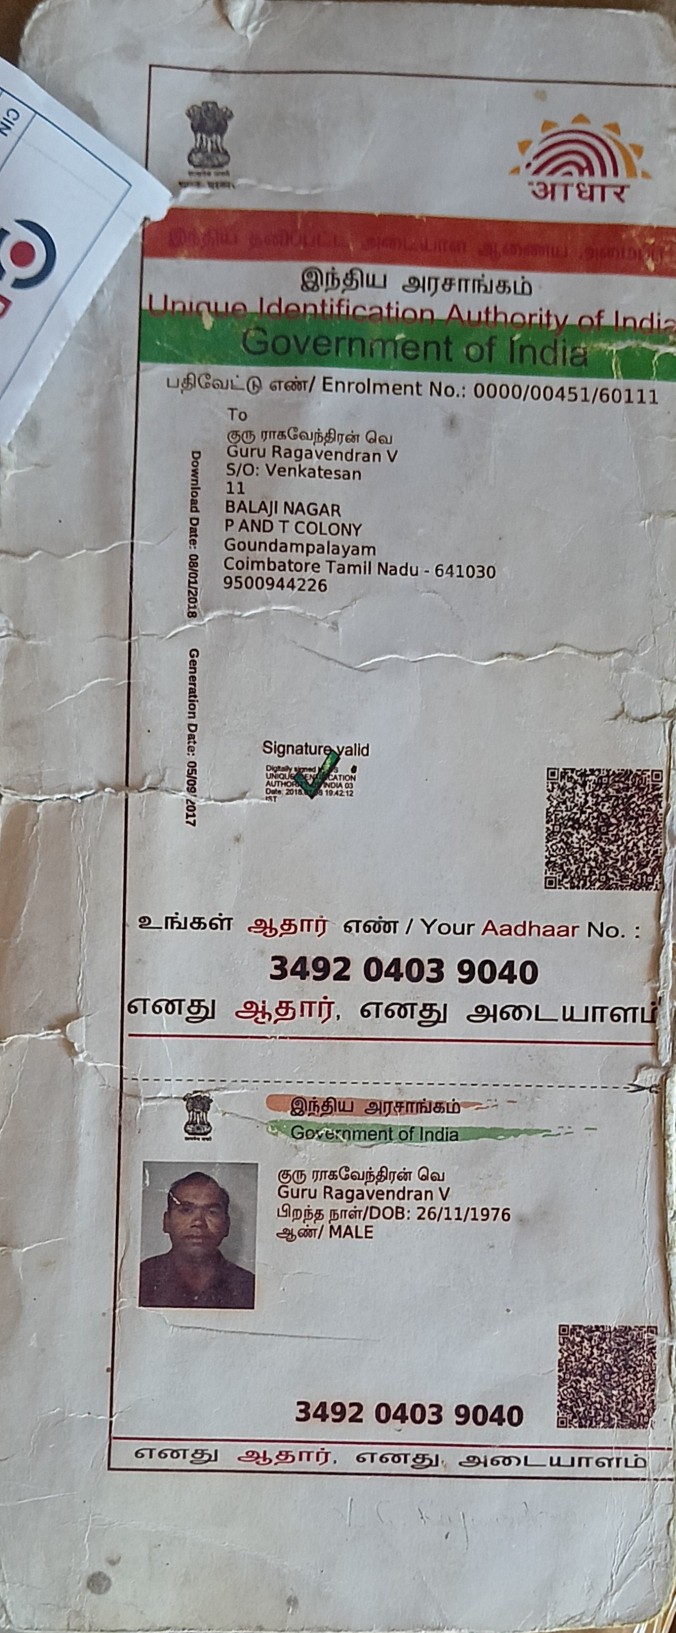 CIN
आधार
இந்திய அரசாங்கம்
Unique Identification Authority of India
Government of India
பதிவேட்டு எண்/ Enrolment No.: 0000/00451/60111
To
குரு ராகவேந்திரன் வெ
Guru Ragavendran V
S/O: Venkatesan
11
BALAJI NAGAR
P AND T COLONY
Goundampalayam
Coimbatore Tamil Nadu - 641030
9500944226
Download Date: 08/01/2018
Generation Date: 05/09/2017
Signature valid
உங்கள் ஆதார் எண் / Your Aadhaar No. :
3492 0403 9040
எனது ஆதார், எனது அடையாளம்
இந்திய அரசாங்கம்
Government of India
குரு ராகவேந்திரன் வெ
Guru Ragavendran V
பிறந்த நாள்/DOB: 26/11/1976
ஆண்/ MALE
3492 0403 9040
எனது ஆதார், எனது அடையாளம்